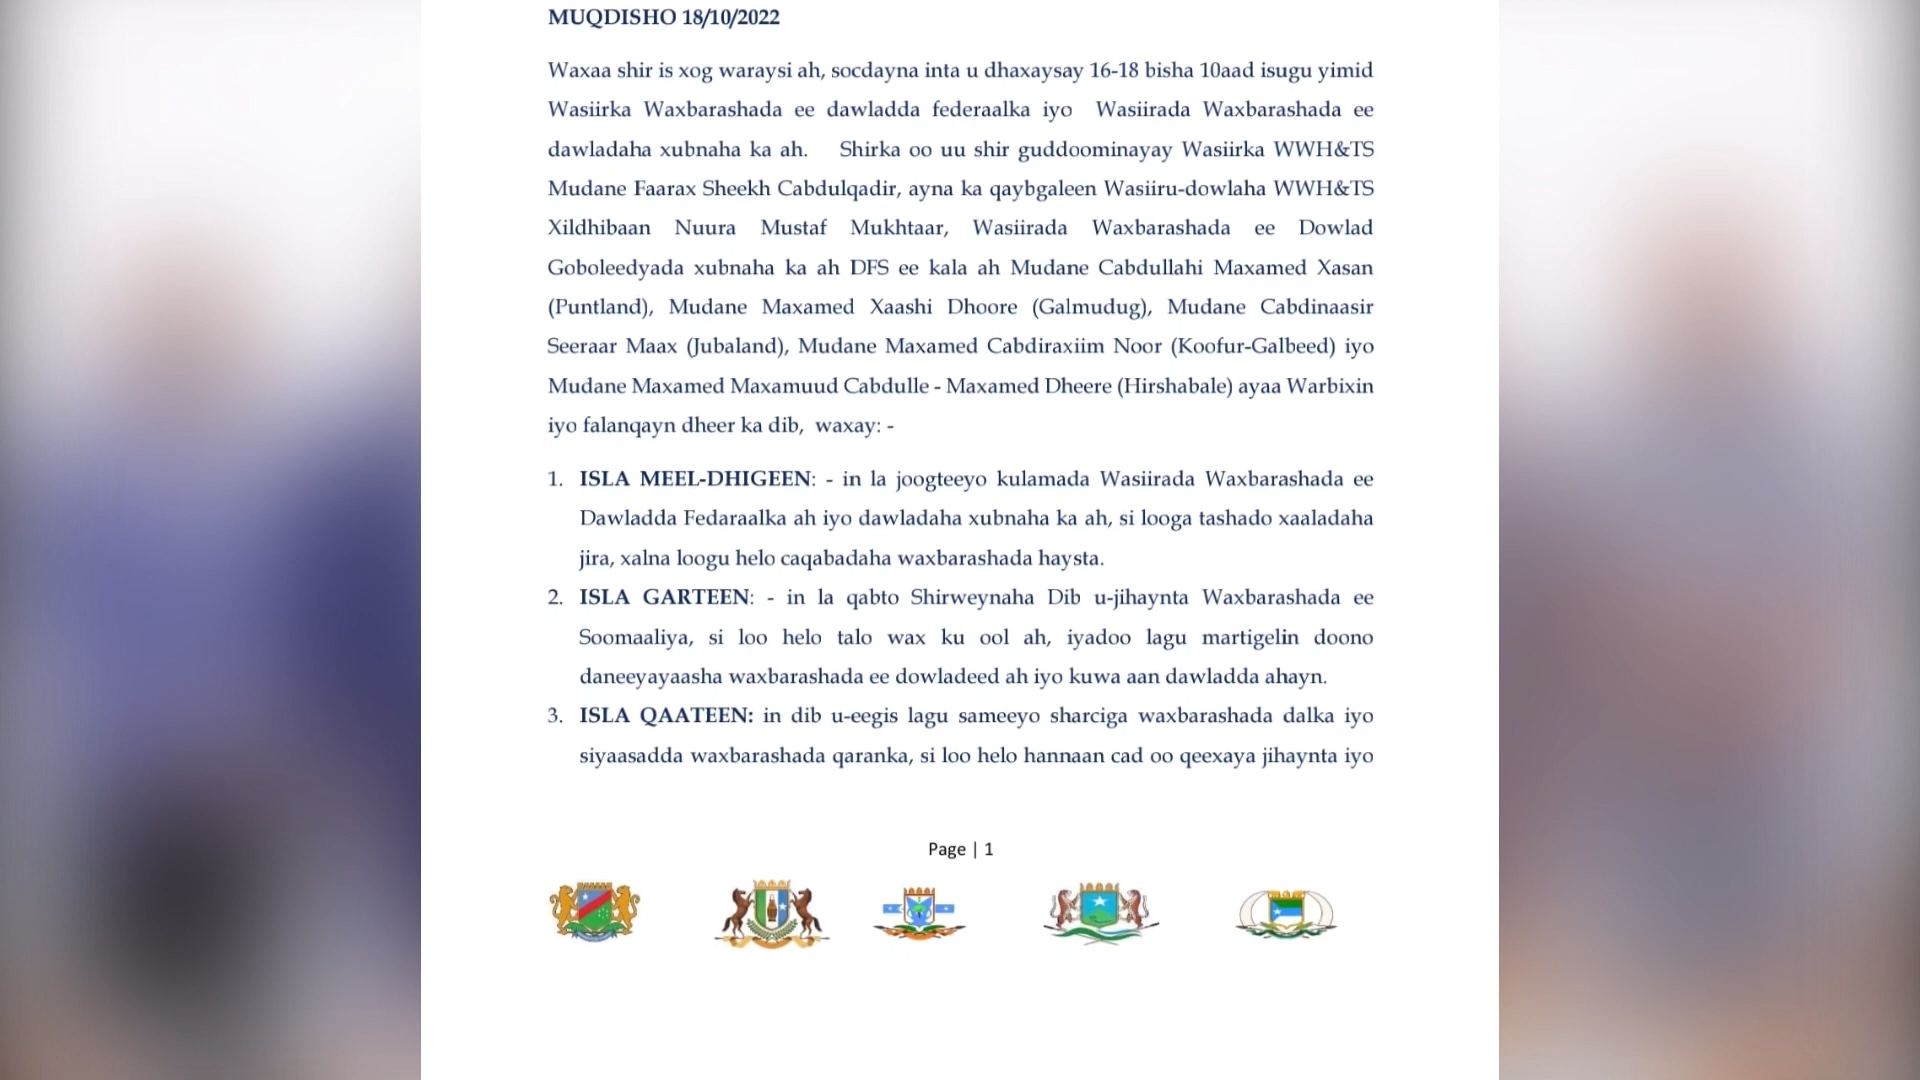 MUQDISHO 18/10/2022
Waxaa shir is xog waraysi ah, socdayna inta u dhaxaysay 16-18 bisha 10aad isugu yimid
Wasiirka Waxbarashada ee dawladda federaalka iyo Wasiirada Waxbarashada ee
dawladaha xubnaha ka ah. Shirka oo uu shir guddoominayay Wasiirka WWH&TS
Mudane Faarax Sheekh Cabdulqadir, ayna ka qaybgaleen Wasiiru-dowlaha WWH&TS
Xildhibaan Nuura Mustaf Mukhtaar, Wasiirada Waxbarashada ee Dowlad
Goboleedyada xubnaha ka ah DFS ee kala ah Mudane Cabdullahi Maxamed Xasan
(Puntland), Mudane Maxamed Xaashi Dhoore (Galmudug), Mudane Cabdinaasir
Seeraar Maax (Jubaland), Mudane Maxamed Cabdiraxiim Noor (Koofur-Galbeed) iyo
Mudane Maxamed Maxamuud Cabdulle - Maxamed Dheere (Hirshabale) ayaa Warbixin
iyo falanqayn dheer ka dib, waxay: -
1. ISLA MEEL-DHIGEEN: - in la joogteeyo kulamada Wasiirada Waxbarashada ee
Dawladda Fedaraalka ah iyo dawladaha xubnaha ka ah, si looga tashado xaaladaha
jira, xalna loogu helo caqabadaha waxbarashada haysta.
2. ISLA GARTEEN: - in la qabto Shirweynaha Dib u-jihaynta Waxbarashada ee
Soomaaliya, si loo helo talo wax ku ool ah, iyadoo lagu martigelin doono
daneeyayaasha waxbarashada ee dowladeed ah iyo kuwa aan dawladda ahayn.
3. ISLA QAATEEN: in dib u-eegis lagu sameeyo sharciga waxbarashada dalka iyo
siyaasadda waxbarashada qaranka, si loo helo hannaan cad oo qeexaya jihaynta iyo
Page | 1